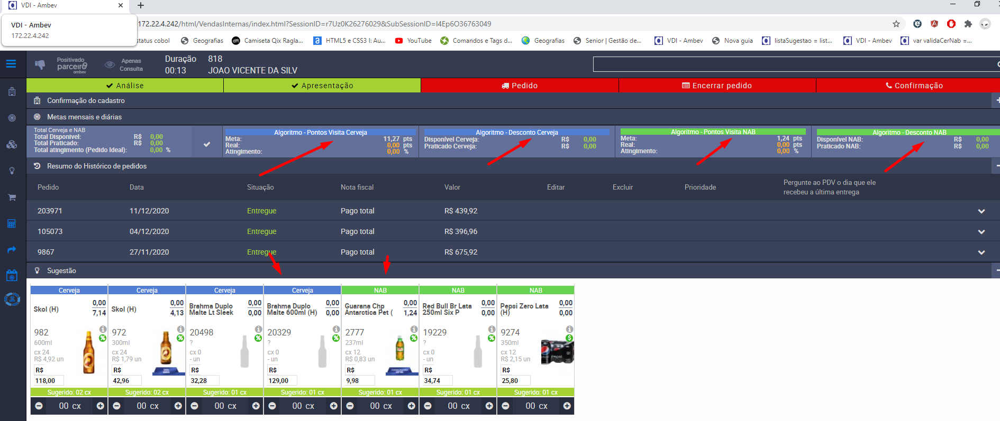 VDI - Ambev
VDI - Ambev
172.22.4.242
172.22.4.242/html/VendasInternas/index.html?SessionID=r7Uz0K26276029&SubSessionID=I4Ep6O36763049
status cobol
Geografias
Camiseta Qix Ragla...
HTML5 e CSS3 I: Au...
YouTube
Comandos e Tags d...
Geografias
Senior | Gestão de...
VDI - Ambev
Nova guia
listaSugestao = list...
VDI - Ambev
var validaCerNab =...
Positivado
parceiro
ambev
Apenas
Consulta
Duração
00:13
818
JOAO VICENTE DA SILV
Análise
Apresentação
Pedido
Encerrar pedido
Confirmação
Confirmação do cadastro
Metas mensais e diárias
Total Cerveja e NAB
Total Disponível: R$ 0,00
Total Praticado: R$ 0,00
Total atingimento (Pedido Ideal): 0,00 %
Algoritmo - Pontos Visita Cerveja
Meta: 11,27 pts
Real: 0,00 pts
Atingimento: 0,00 %
Algoritmo - Desconto Cerveja
Disponível Cerveja: R$ 0,00
Praticado Cerveja: R$ 0,00
Algoritmo - Pontos Visita NAB
Meta: 1,24 pts
Real: 0,00 pts
Atingimento: 0,00 %
Algoritmo - Desconto NAB
Disponível NAB: R$ 0,00
Praticado NAB: R$ 0,00
Resumo do Histórico de pedidos
Pedido Data Situação Nota fiscal Valor Editar Excluir Prioridade Pergunte ao PDV o dia que ele
recebeu a última entrega
203971 11/12/2020 Entregue Pago total R$ 439,92
105073 04/12/2020 Entregue Pago total R$ 396,96
9867 27/11/2020 Entregue Pago total R$ 675,92
Sugestão
Cerveja
Skol (H)
0,00
7,14
982
600ml
cx 24
R$ 4,92 un
R$
118,00
Sugerido: 02 cx
00 cx
Cerveja
Skol (H)
0,00
4,13
972
300ml
cx 24
R$ 1,79 un
R$
42,96
Sugerido: 02 cx
00 cx
Cerveja
Brahma Duplo
Malte Lt Sleek
0,00
0,00
20498
?
cx 0
- un
R$
32,28
Sugerido: 01 cx
00 cx
Cerveja
Brahma Duplo
Malte 600ml (H)
0,00
0,00
20329
?
cx 0
- un
R$
129,00
Sugerido: 01 cx
00 cx
NAB
Guarana Chp
Antarctica Pet (
0,00
1,24
2777
237ml
cx 12
R$ 0,83 un
R$
9,98
Sugerido: 01 cx
00 cx
NAB
Red Bull Br Lata
250ml Six P
0,00
0,00
19229
?
cx 0
- un
R$
34,74
Sugerido: 01 cx
00 cx
NAB
Pepsi Zero Lata
(H)
0,00
0,00
9274
350ml
cx 12
R$ 2,15 un
R$
25,80
Sugerido: 01 cx
00 cx